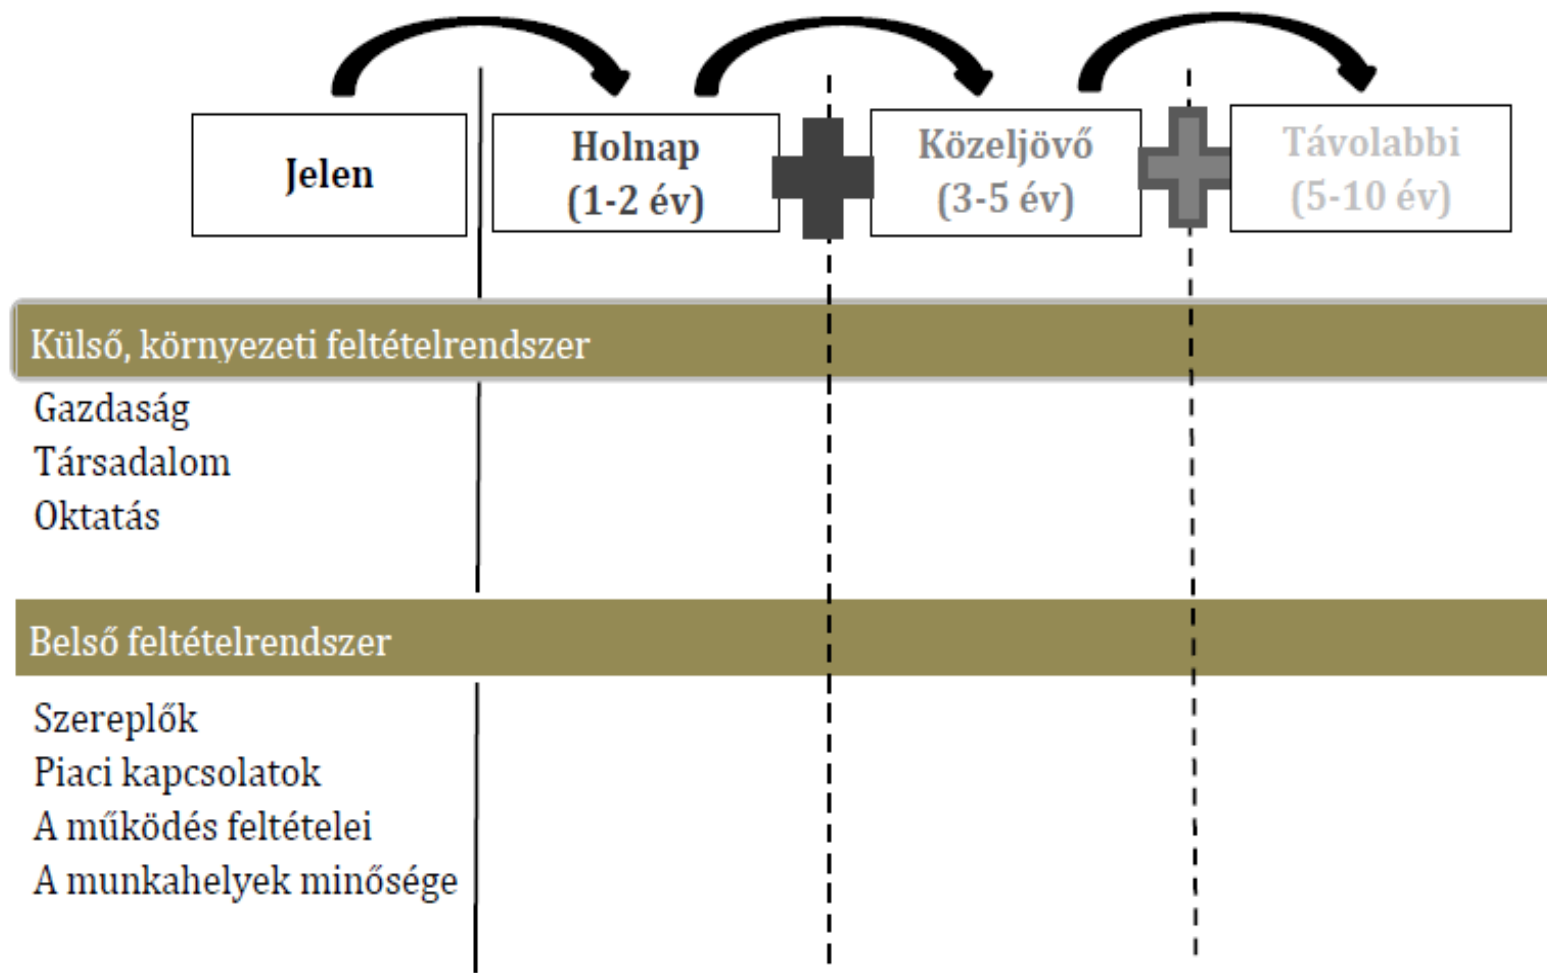 Jelen
Holnap
(1-2 év)
Közeljövő
(3-5 év)
Távolabbi
(5-10 év)
Külső, környezeti feltételrendszer
Gazdaság
Társadalom
Oktatás
Belső feltételrendszer
Szereplők
Piaci kapcsolatok
A működés feltételei
A munkahelyek minősége